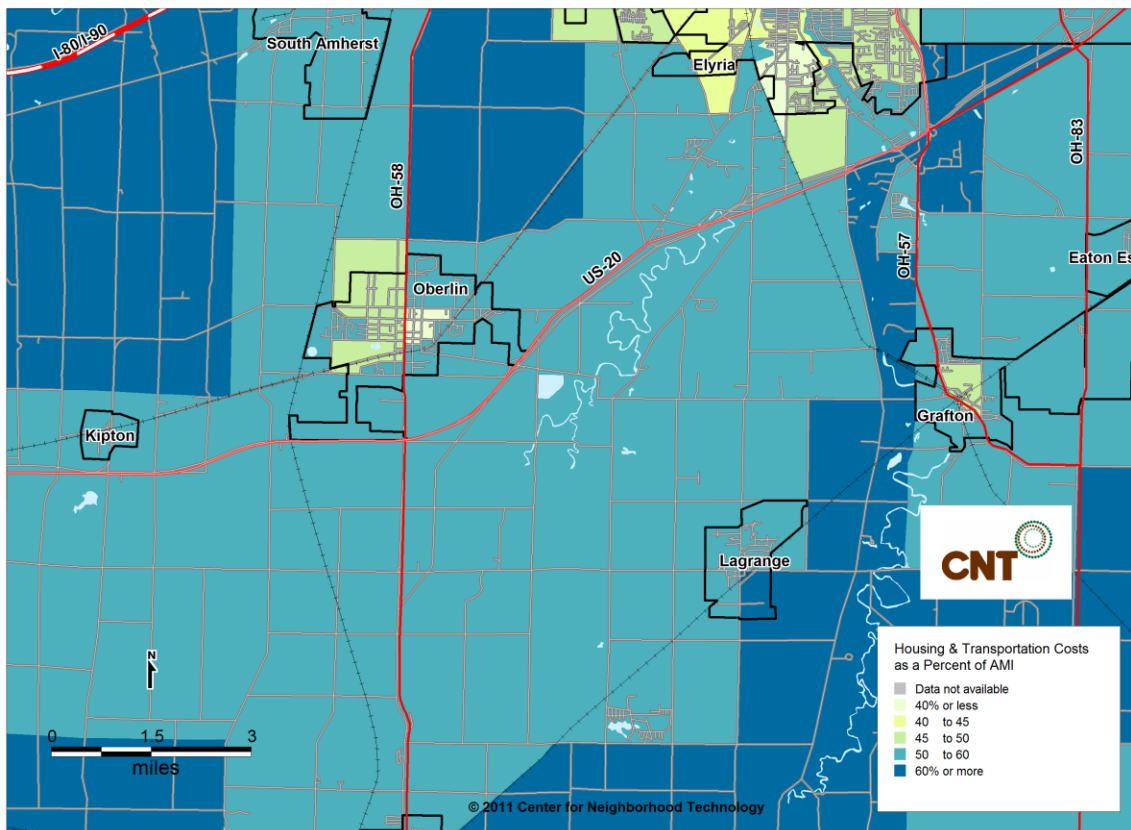 I-80/I-90
South Amherst
Elyria
OH-58
OH-83
US-20
OH-57
Eaton Es
Oberlin
Kipton
Grafton
Lagrange
CNT
N
0 1.5 3
miles
Housing & Transportation Costs
as a Percent of AMI
Data not available
40% or less
40 to 45
45 to 50
50 to 60
60% or more
© 2011 Center for Neighborhood Technology